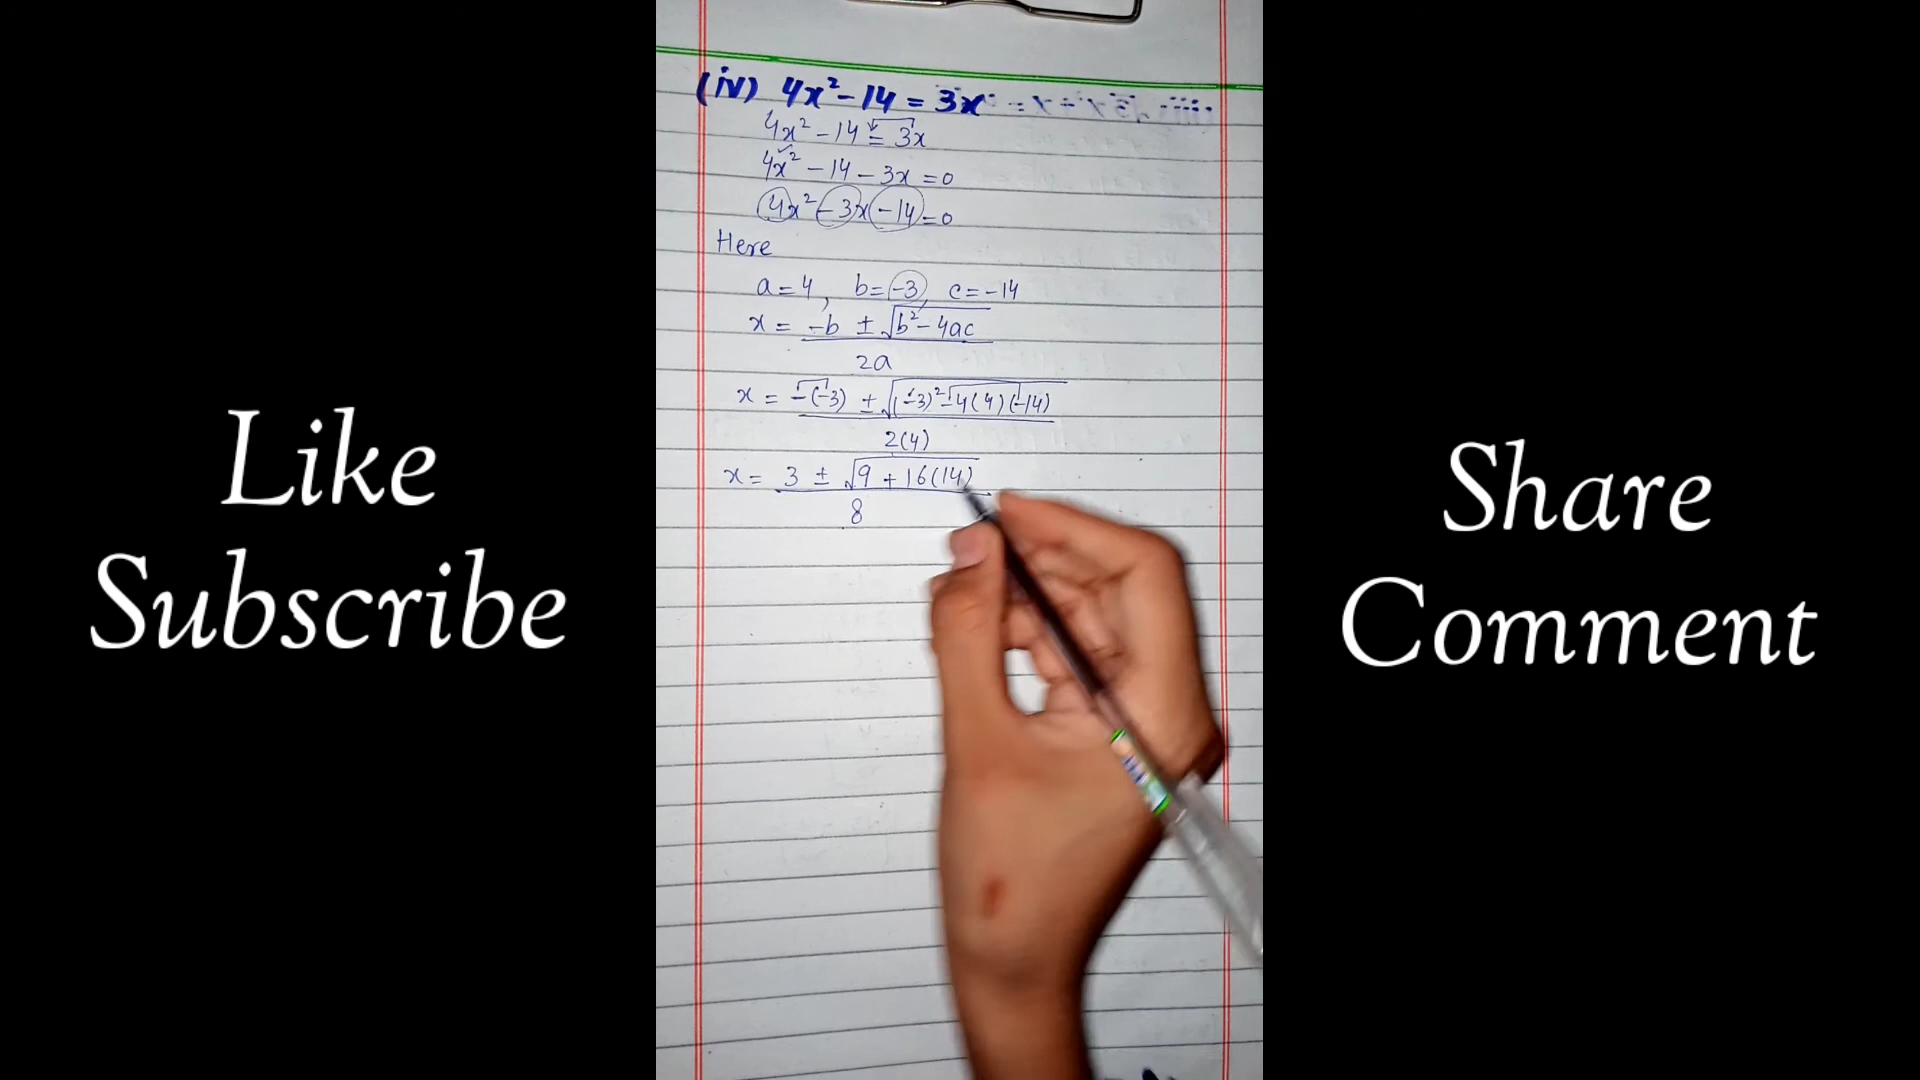 Like
Subscribe
(iv) 4x² - 14 = 3x
4x² - 14 = 3x
4x² - 14 - 3x = 0
4x² - 3x - 14 = 0
Here
a = 4, b = -3, c = -14
x = -b ± √b² - 4ac
2a
x = -(-3) ± √(-3)² - 4(4)(-14)
2(4)
x = 3 ± √9 + 16(14)
8
Share
Comment